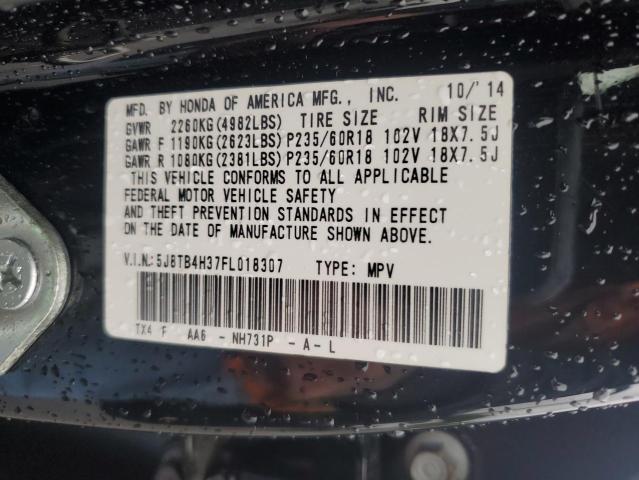 MFD. BY HONDA OF AMERICA MFG., INC. 10/'14
GVWR 2260KG(4982LBS) TIRE SIZE RIM SIZE
GAWR F 1190KG(2623LBS) P235/60R18 102V 18X7.5J
GAWR R 1080KG(2381LBS) P235/60R18 102V 18X7.5J
THIS VEHICLE CONFORMS TO ALL APPLICABLE
FEDERAL MOTOR VEHICLE SAFETY
AND THEFT PREVENTION STANDARDS IN EFFECT
ON THE DATE OF MANUFACTURE SHOWN ABOVE.
V.I.N.: 5J8TB4H37FL018307 TYPE: MPV
TX4 F AA6 - NH731P - A - L